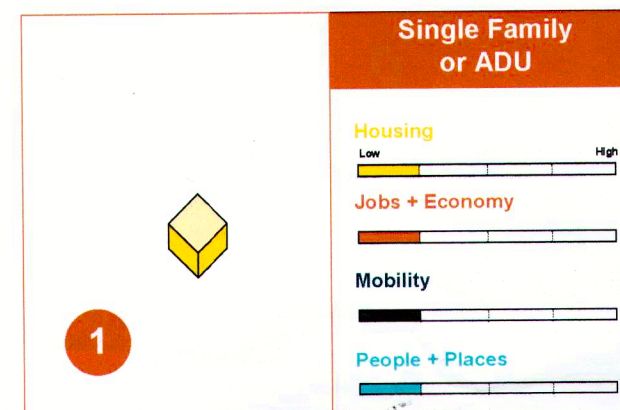 Single Family
or ADU
Housing
Low High
Jobs + Economy
Mobility
People + Places
1